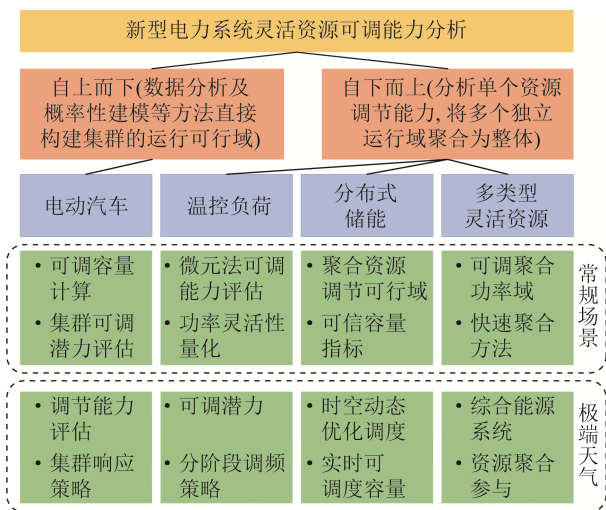 新型电力系统灵活资源可调能力分析
自上而下(数据分析及
概率性建模等方法直接
构建集群的运行可行域)
自下而上(分析单个资源
调节能力, 将多个独立
运行域聚合为整体)
电动汽车
温控负荷
分布式
储能
多类型
灵活资源
• 可调容量
计算
• 集群可调
潜力评估
• 微元法可调
能力评估
• 功率灵活性
量化
• 聚合资源
调节可行域
• 可信容量
指标
• 可调聚合
功率域
• 快速聚合
方法
常规场景
• 调节能力
评估
• 集群响应
策略
• 可调潜力
• 分阶段调频
策略
• 时空动态
优化调度
• 实时可
调度容量
• 综合能源
系统
• 资源聚合
参与
极端天气